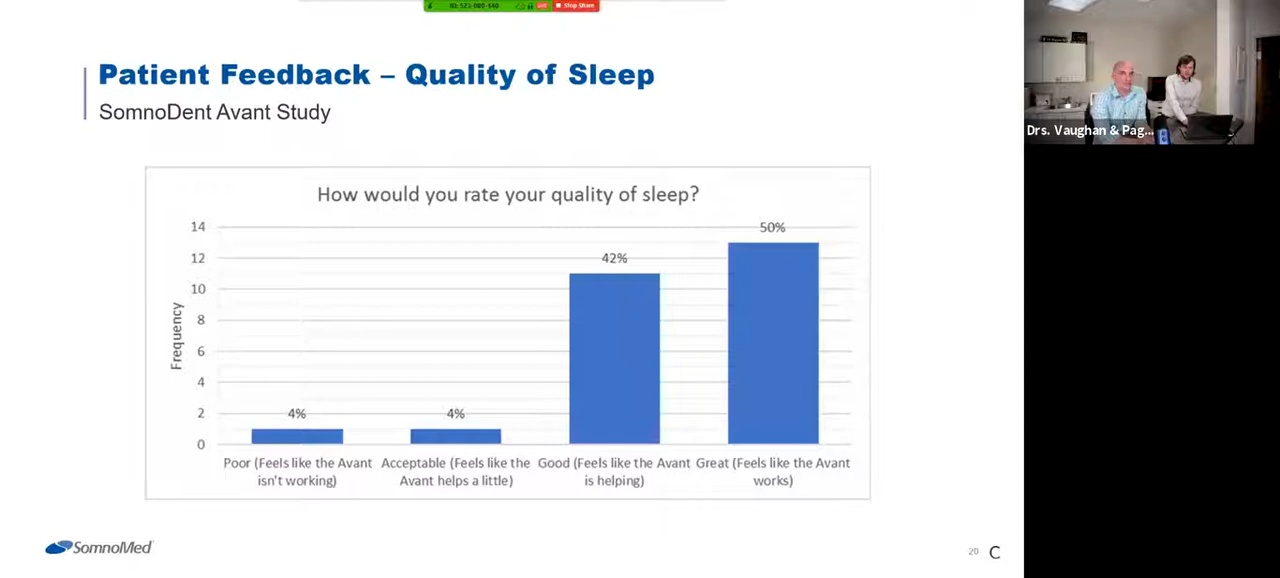 Stop Share
Patient Feedback – Quality of Sleep
SomnoDent Avant Study
Drs. Vaughan & Pag...
How would you rate your quality of sleep?
14
12
10
8
6
4
2
0
Frequency
4%
4%
42%
50%
Poor (Feels like the Avant isn't working)
Acceptable (Feels like the Avant helps a little)
Good (Feels like the Avant is helping)
Great (Feels like the Avant works)
SomnoMed
20
C